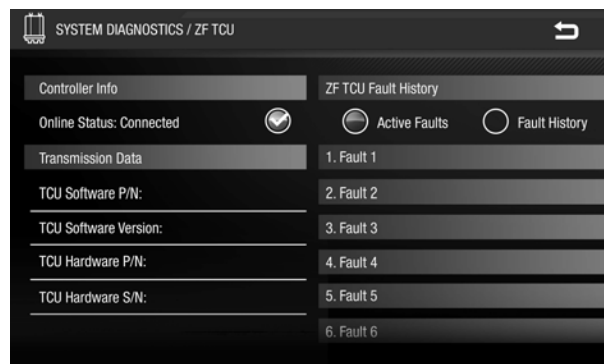 SYSTEM DIAGNOSTICS / ZF TCU
Controller Info
Online Status: Connected
Transmission Data
TCU Software P/N:
TCU Software Version:
TCU Hardware P/N:
TCU Hardware S/N:
ZF TCU Fault History
Active Faults
Fault History
1. Fault 1
2. Fault 2
3. Fault 3
4. Fault 4
5. Fault 5
6. Fault 6